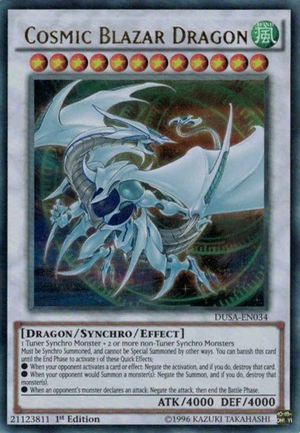 COSMIC BLAZAR DRAGON
風
DUSA-EN034
[DRAGON/SYNCHRO/EFFECT]
1 Tuner Synchro Monster + 2 or more non-Tuner Synchro Monsters
Must be Synchro Summoned, and cannot be Special Summoned by other ways. You can banish this card
until the End Phase to activate 1 of these Quick Effects;
● When your opponent activates a card or effect: Negate the activation, and if you do, destroy that card.
● When your opponent would Summon a monster(s): Negate the Summon, and if you do, destroy that
monster(s).
● When an opponent's monster declares an attack: Negate the attack, then end the Battle Phase.
ATK/4000 DEF/4000
21123811 1st Edition
©1996 KAZUKI TAKAHASHI